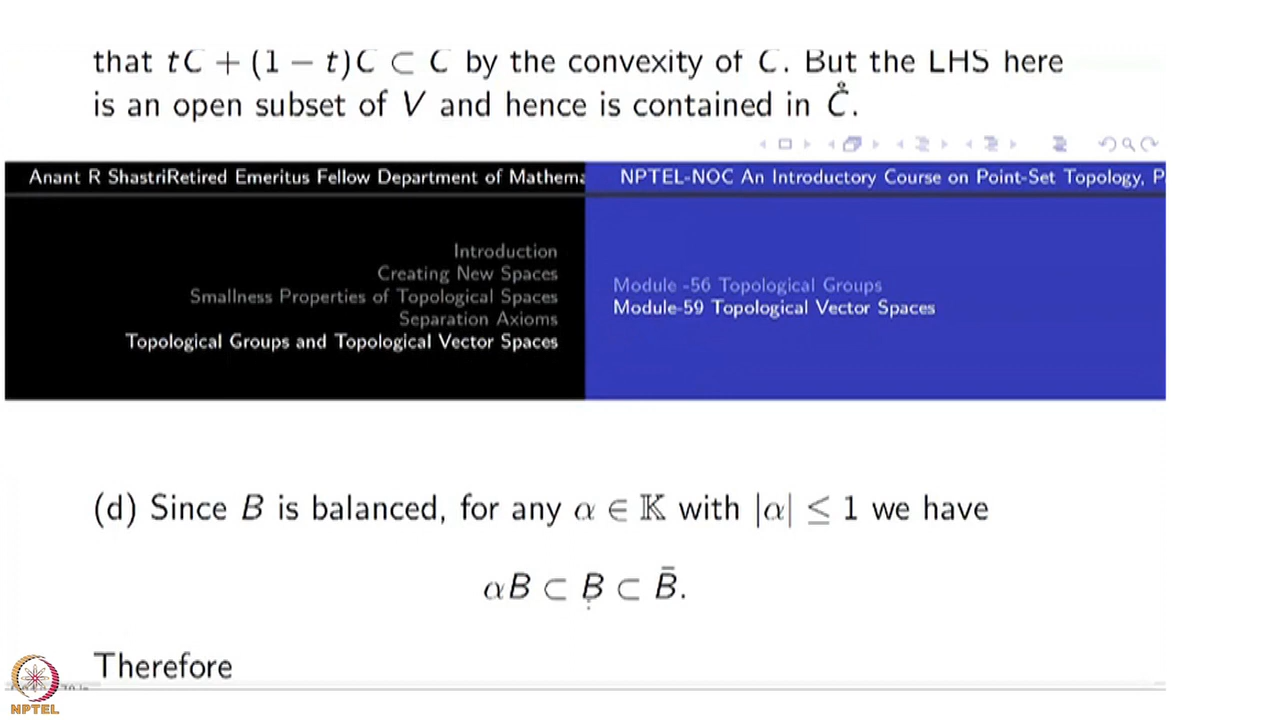 that tC + (1 − t)C ⊂ C by the convexity of C. But the LHS here
is an open subset of V and hence is contained in C̊.
Anant R ShastriRetired Emeritus Fellow Department of Mathema
NPTEL-NOC An Introductory Course on Point-Set Topology, P
Introduction
Creating New Spaces
Smallness Properties of Topological Spaces
Separation Axioms
Topological Groups and Topological Vector Spaces
Module -56 Topological Groups
Module-59 Topological Vector Spaces
(d) Since B is balanced, for any α ∈ 𝕂 with |α| ≤ 1 we have
αB ⊂ B ⊂ B̄.
Therefore
NPTEL